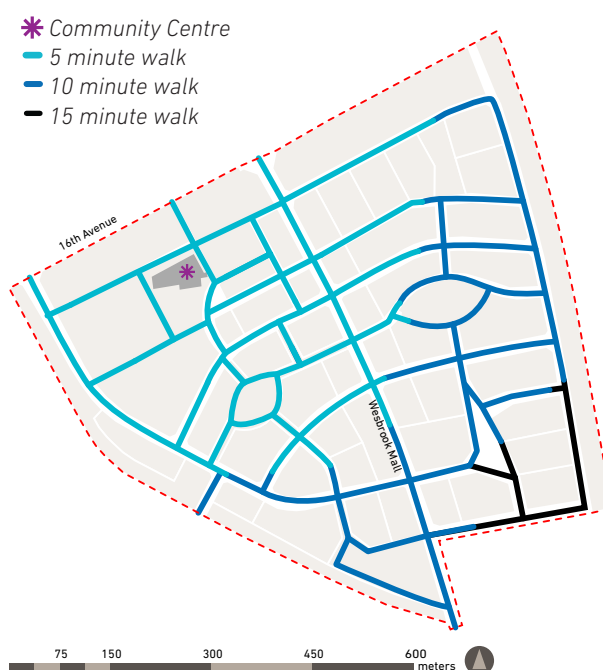 Community Centre
5 minute walk
10 minute walk
15 minute walk
16th Avenue
Wesbrook Mall
75 150 300 450 600
meters